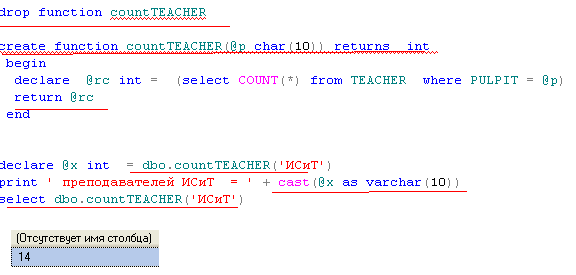 drop function countTEACHER
create function countTEACHER(@p char(10)) returns int
begin
declare @rc int = (select COUNT(*) from TEACHER where PULPIT = @p)
return @rc
end
declare @x int = dbo.countTEACHER('ИСиТ')
print ' преподавателей ИСиТ = ' + cast(@x as varchar(10))
select dbo.countTEACHER('ИСиТ')
(Отсутствует имя столбца)
14